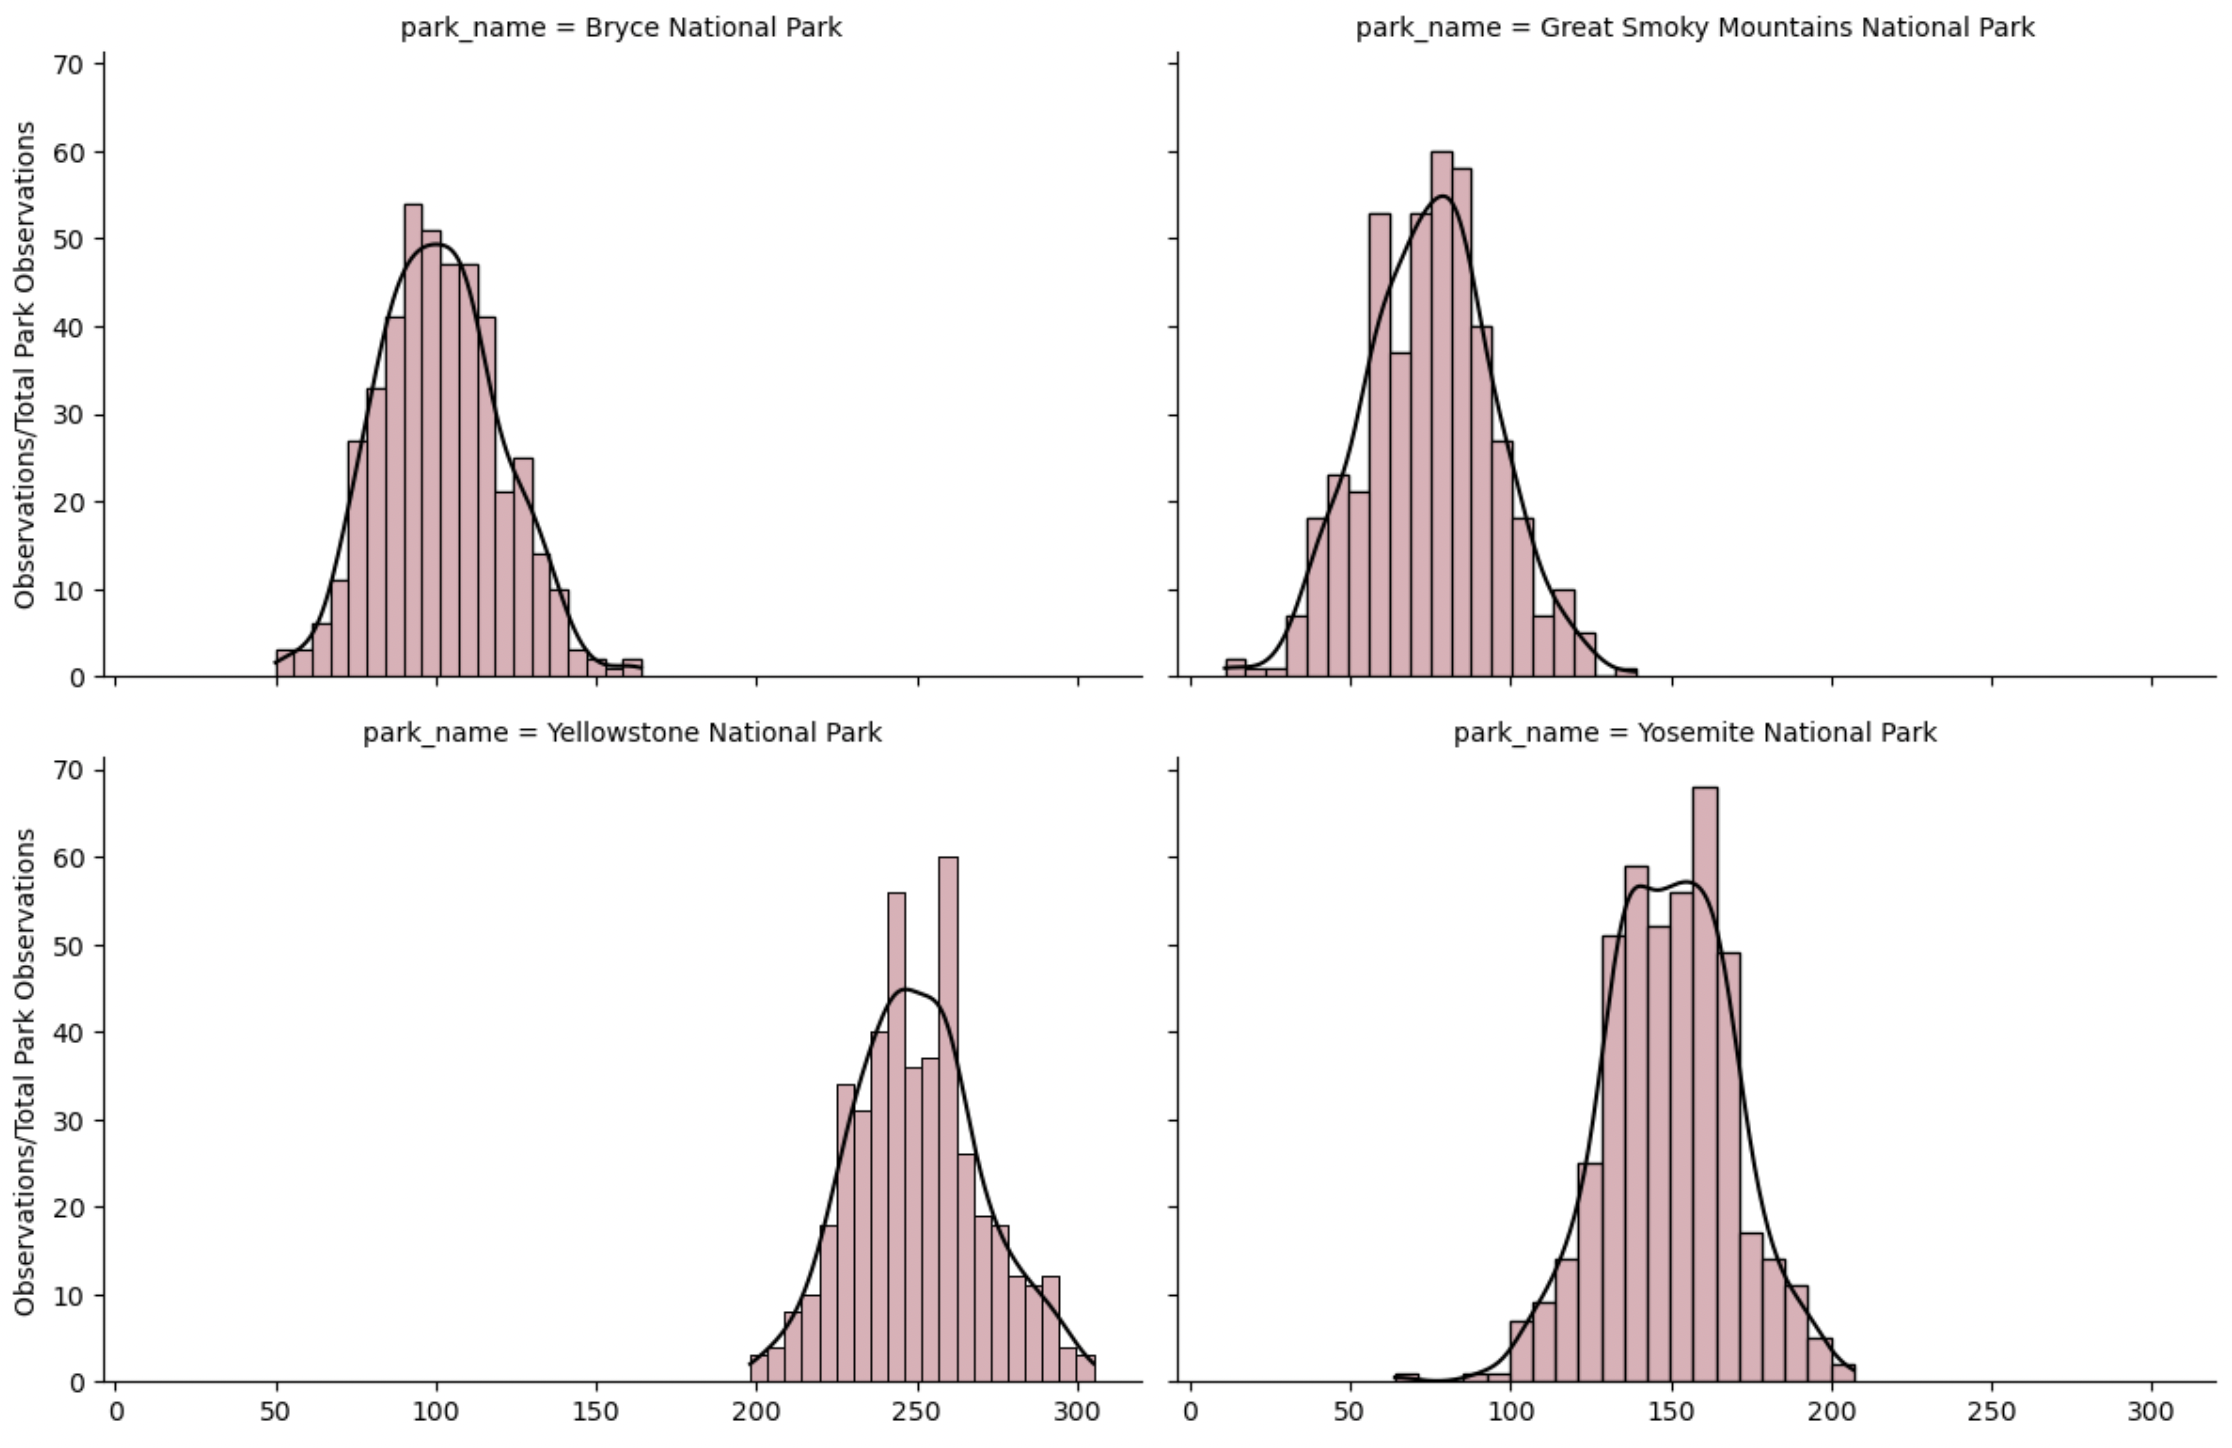 park_name = Bryce National Park
park_name = Great Smoky Mountains National Park
Observations/Total Park Observations
70
60
50
40
30
20
10
0
park_name = Yellowstone National Park
park_name = Yosemite National Park
Observations/Total Park Observations
70
60
50
40
30
20
10
0
0 50 100 150 200 250 300
0 50 100 150 200 250 300